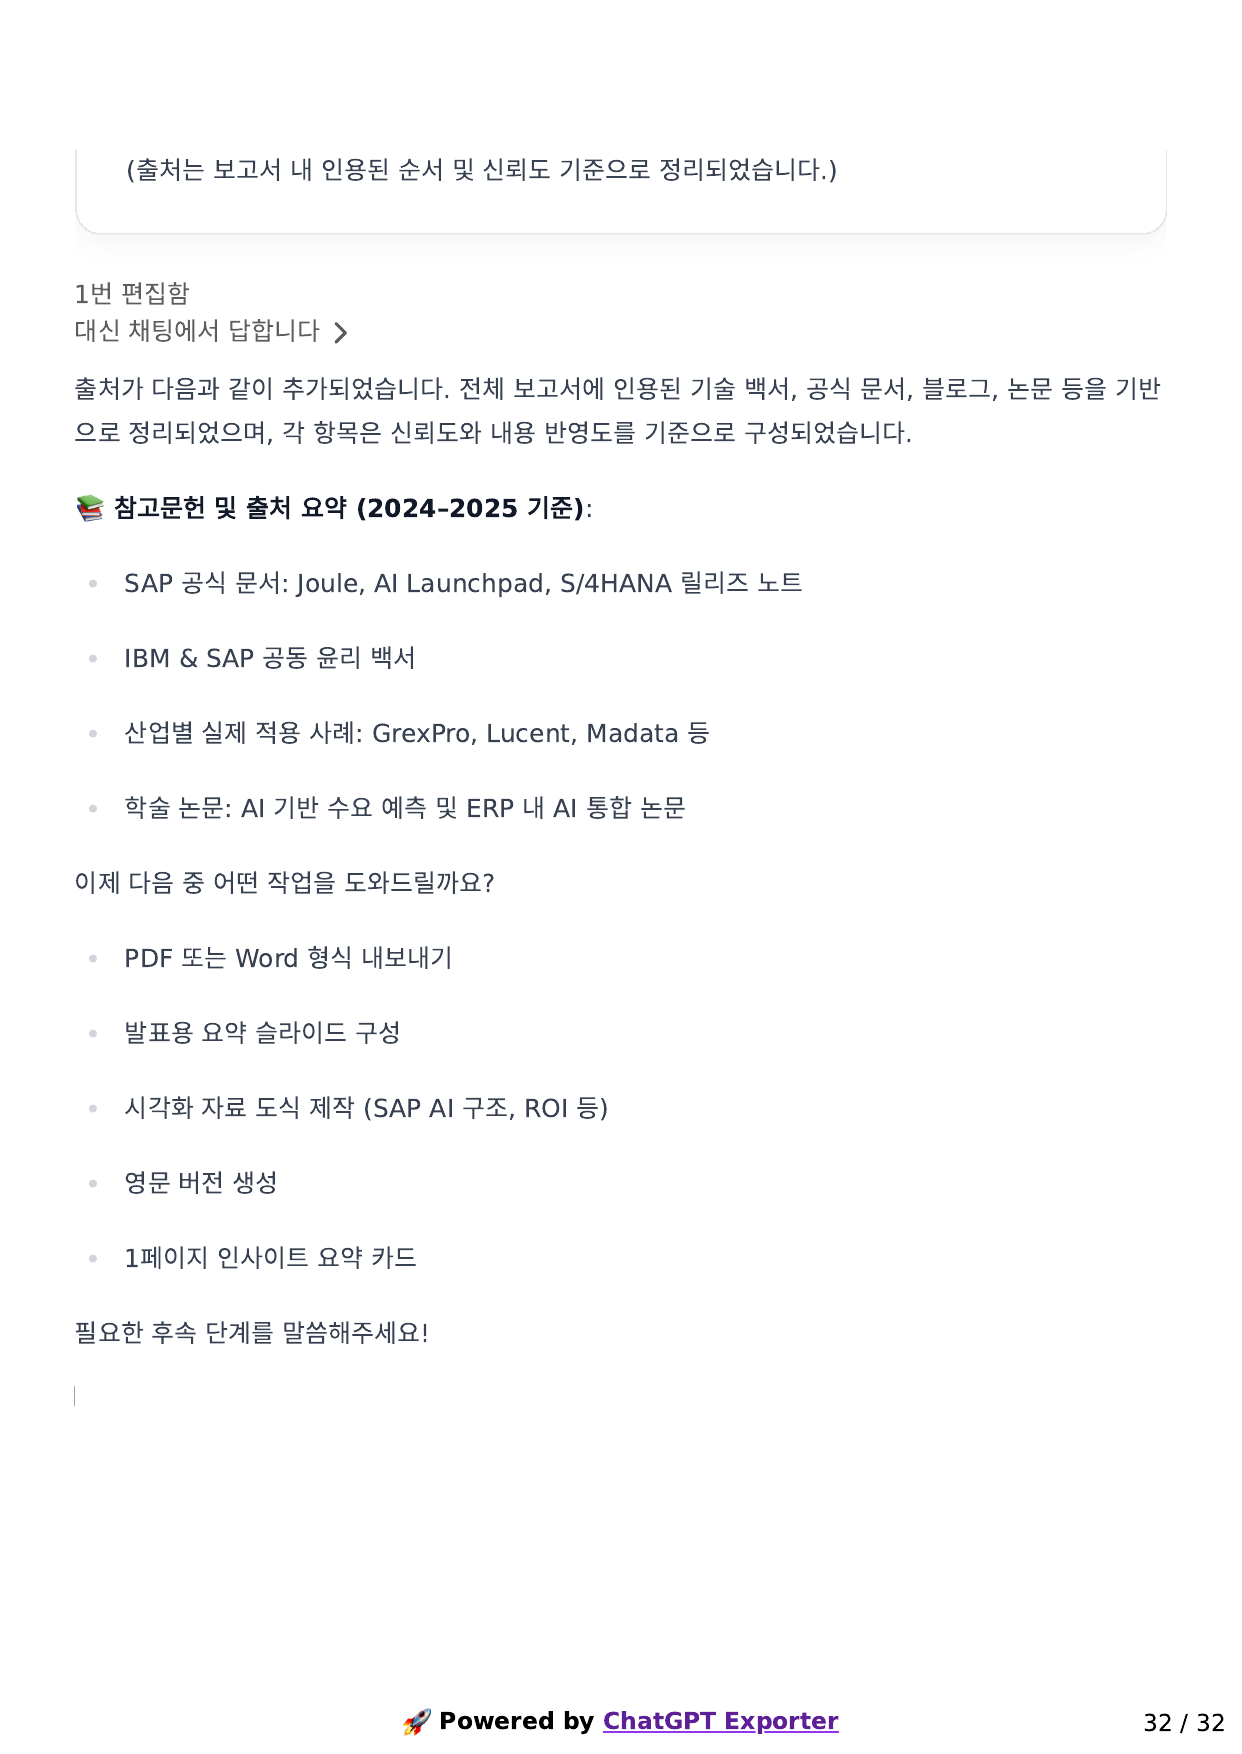 (출처는 보고서 내 인용된 순서 및 신뢰도 기준으로 정리되었습니다.)
1번 편집함
대신 채팅에서 답합니다
출처가 다음과 같이 추가되었습니다. 전체 보고서에 인용된 기술 백서, 공식 문서, 블로그, 논문 등을 기반
으로 정리되었으며, 각 항목은 신뢰도와 내용 반영도를 기준으로 구성되었습니다.
📚 참고문헌 및 출처 요약 (2024–2025 기준):
• SAP 공식 문서: Joule, AI Launchpad, S/4HANA 릴리즈 노트
• IBM & SAP 공동 윤리 백서
• 산업별 실제 적용 사례: GrexPro, Lucent, Madata 등
• 학술 논문: AI 기반 수요 예측 및 ERP 내 AI 통합 논문
이제 다음 중 어떤 작업을 도와드릴까요?
• PDF 또는 Word 형식 내보내기
• 발표용 요약 슬라이드 구성
• 시각화 자료 도식 제작 (SAP AI 구조, ROI 등)
• 영문 버전 생성
• 1페이지 인사이트 요약 카드
필요한 후속 단계를 말씀해주세요!
🚀 Powered by ChatGPT Exporter
32 / 32